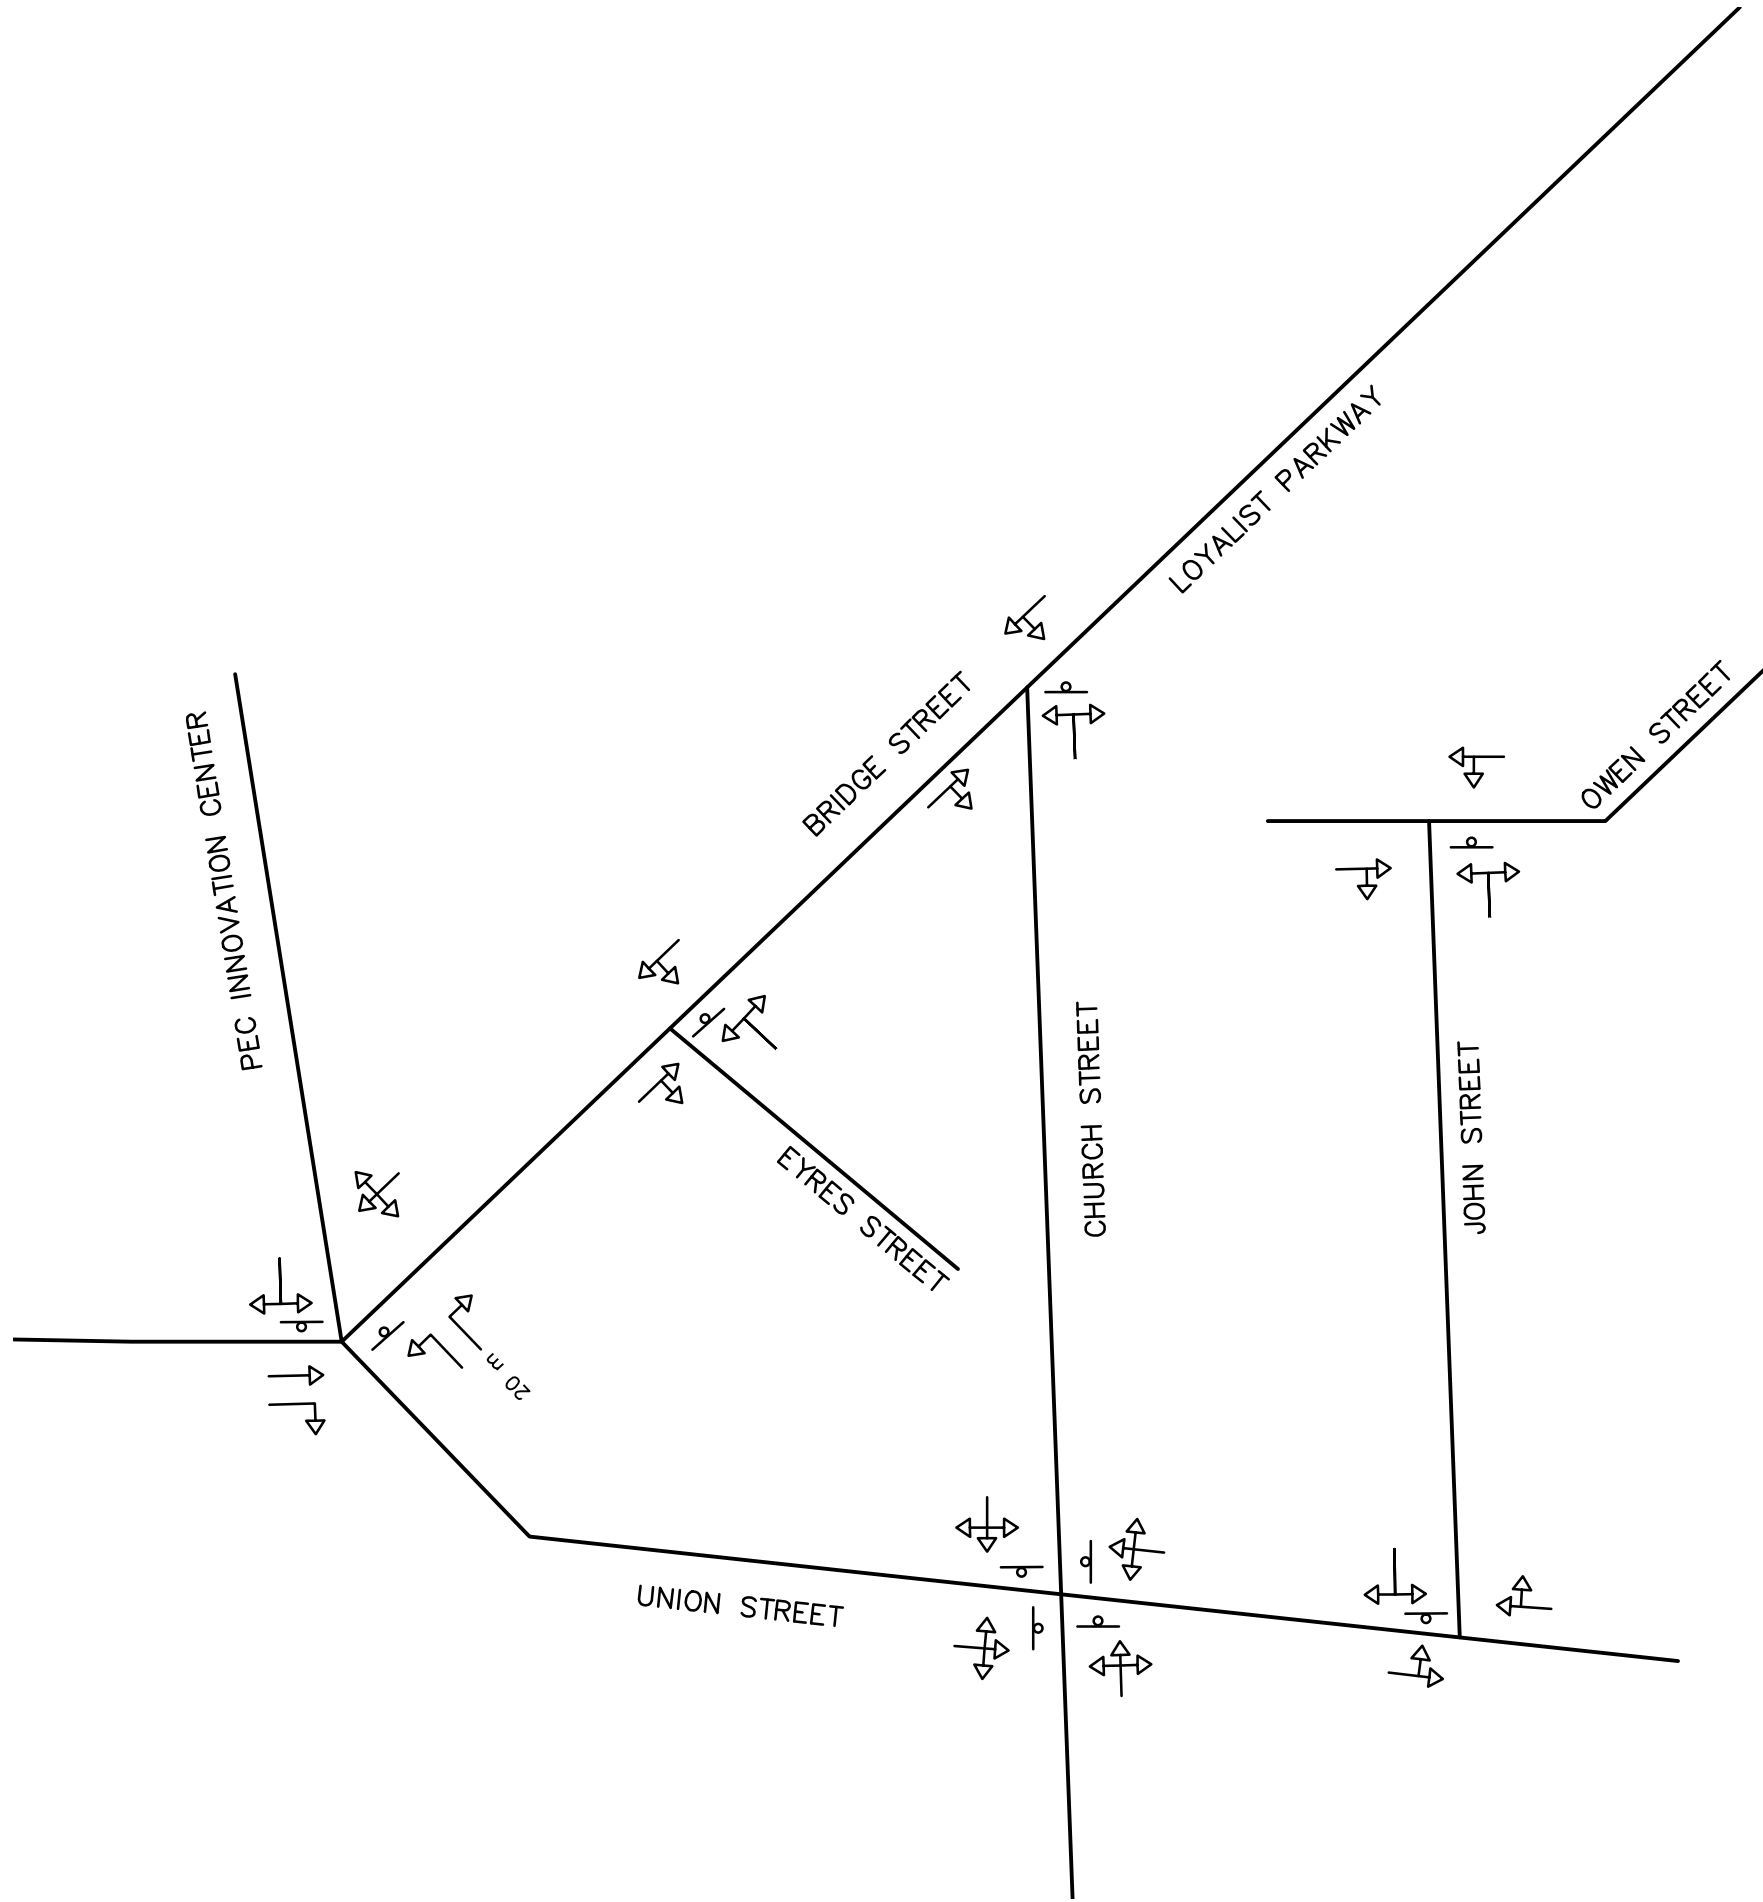 LOYALIST PARKWAY
BRIDGE STREET
OWEN STREET
PEC INNOVATION CENTER
EYRES STREET
CHURCH STREET
JOHN STREET
20 m
UNION STREET